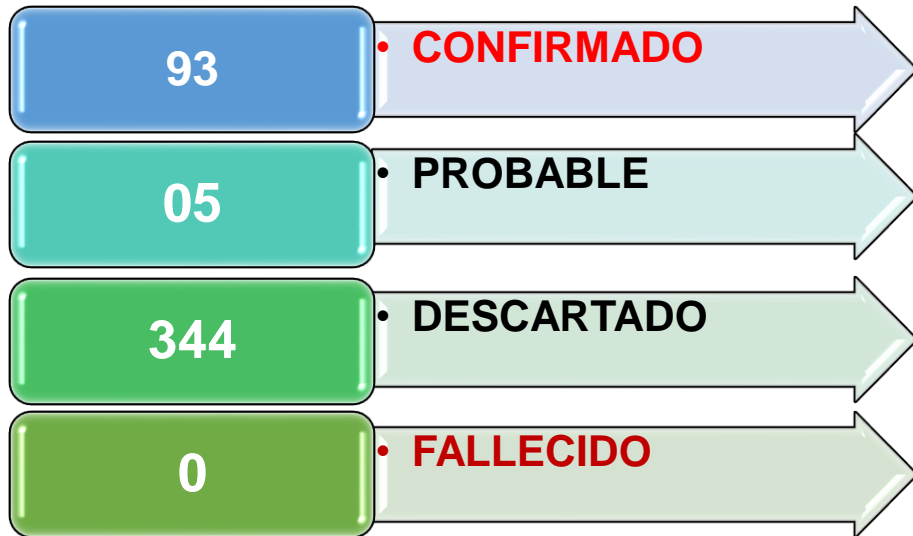 93
• CONFIRMADO
05
• PROBABLE
344
• DESCARTADO
0
• FALLECIDO